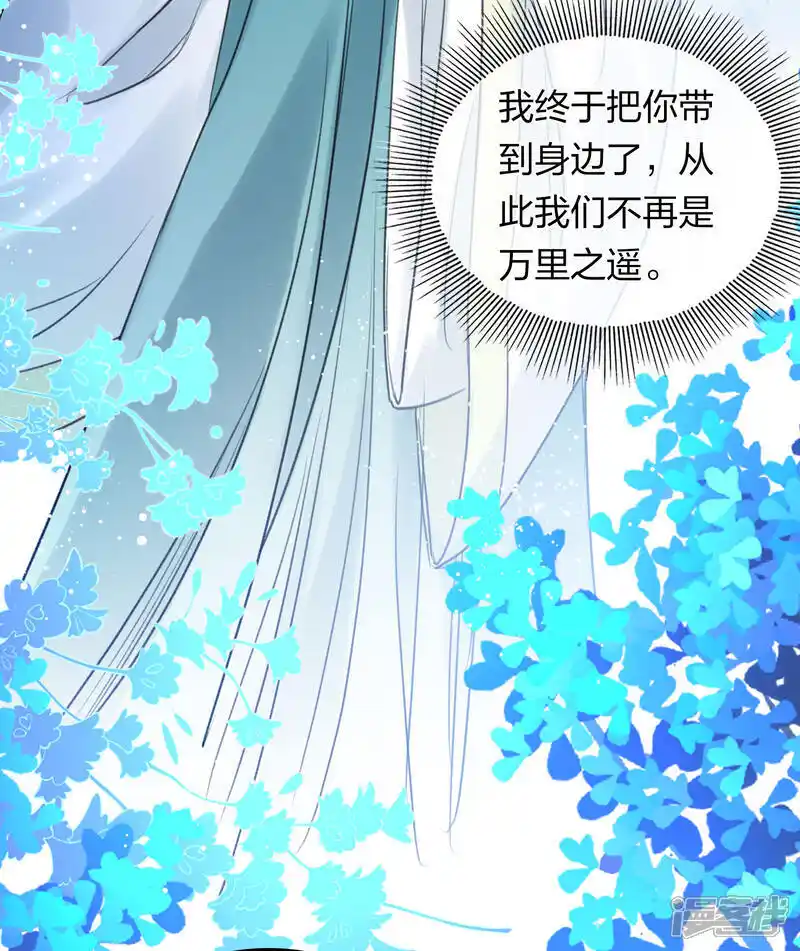 我终于把你带
到身边了，从
此我们不再是
万里之遥。
漫客栈